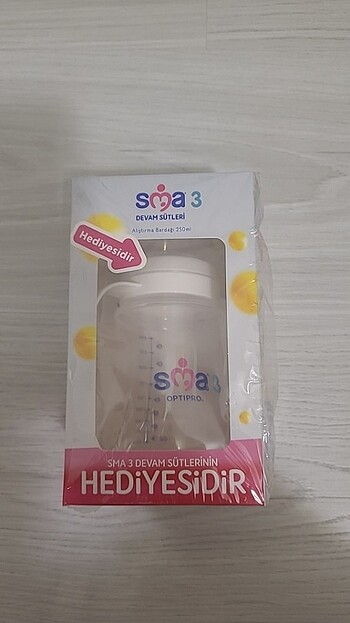 sma 3
DEVAM SÜTLERİ
Alıştırma Bardağı 250ml
Hediyesidir
sma 3
OPTIPRO
SMA 3 DEVAM SÜTLERİNİN
HEDİYESİDİR